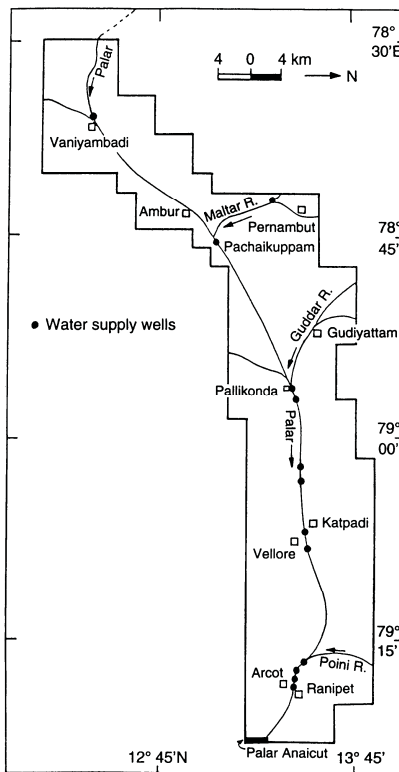 78°
30'E
4 0 4 km
N
Palar
Vaniyambadi
Ambur
Maltar R.
Pernambut
Pachaikuppam
78°
45'
Water supply wells
Guddar R.
Gudiyattam
Pallikonda
Palar
79°
00'
Katpadi
Vellore
79°
15'
Poini R.
Arcot
Ranipet
Palar Anaicut
12° 45'N
13° 45'